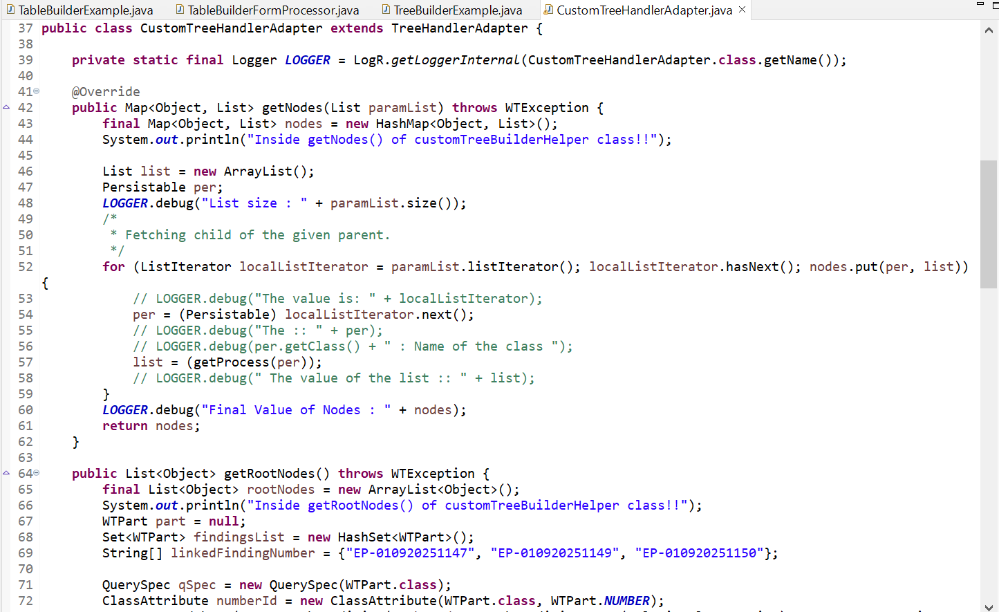 TableBuilderExample.java TableBuilderFormProcessor.java TreeBuilderExample.java CustomTreeHandlerAdapter.java
37 public class CustomTreeHandlerAdapter extends TreeHandlerAdapter {
38
39 private static final Logger LOGGER = LogR.getLoggerInternal(CustomTreeHandlerAdapter.class.getName());
40
41 @Override
42 public Map<Object, List> getNodes(List paramList) throws WTException {
43 final Map<Object, List> nodes = new HashMap<Object, List>();
44 System.out.println("Inside getNodes() of customTreeBuilderHelper class!!");
45
46 List list = new ArrayList();
47 Persistable per;
48 LOGGER.debug("List size : " + paramList.size());
49 /*
50 * Fetching child of the given parent.
51 */
52 for (ListIterator localListIterator = paramList.listIterator(); localListIterator.hasNext(); nodes.put(per, list))
{
53 // LOGGER.debug("The value is: " + localListIterator);
54 per = (Persistable) localListIterator.next();
55 // LOGGER.debug("The :: " + per);
56 // LOGGER.debug(per.getClass() + " : Name of the class ");
57 list = (getProcess(per));
58 // LOGGER.debug(" The value of the list :: " + list);
59 }
60 LOGGER.debug("Final Value of Nodes : " + nodes);
61 return nodes;
62 }
63
64 public List<Object> getRootNodes() throws WTException {
65 final List<Object> rootNodes = new ArrayList<Object>();
66 System.out.println("Inside getRootNodes() of customTreeBuilderHelper class!!");
67 WTPart part = null;
68 Set<WTPart> findingsList = new HashSet<WTPart>();
69 String[] linkedFindingNumber = {"EP-010920251147", "EP-010920251149", "EP-010920251150"};
70
71 QuerySpec qSpec = new QuerySpec(WTPart.class);
72 ClassAttribute numberId = new ClassAttribute(WTPart.class, WTPart.NUMBER);